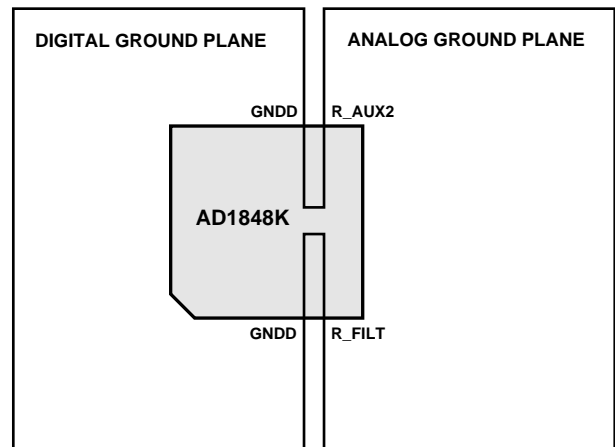 DIGITAL GROUND PLANE
ANALOG GROUND PLANE
GNDD
R_AUX2
AD1848K
GNDD
R_FILT